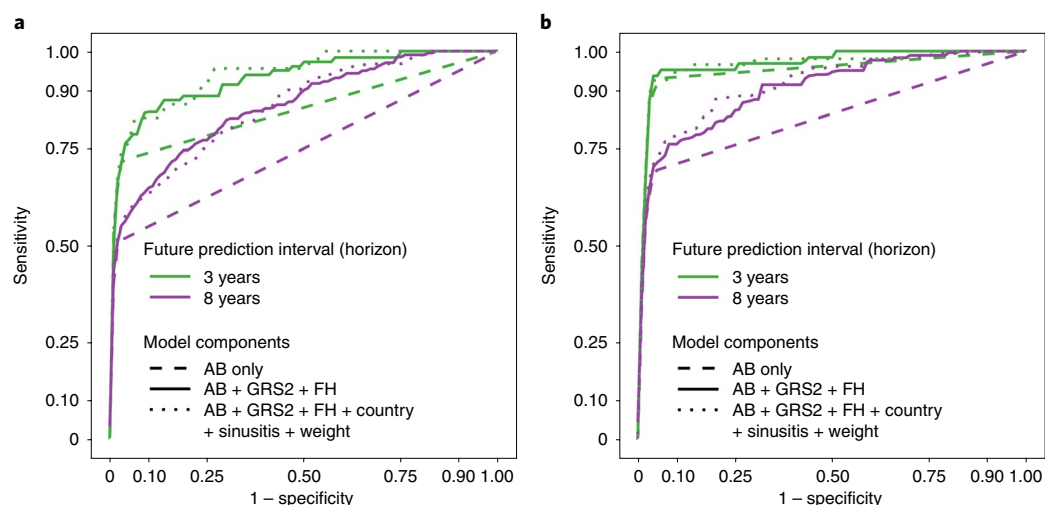 a
1.00
0.90
0.75
0.50
0.25
0.10
0
Sensitivity
Future prediction interval (horizon)
3 years
8 years
Model components
AB only
AB + GRS2 + FH
AB + GRS2 + FH + country
+ sinusitis + weight
0 0.10 0.25 0.50 0.75 0.90 1.00
1 – specificity
b
1.00
0.90
0.75
0.50
0.25
0.10
0
Sensitivity
Future prediction interval (horizon)
3 years
8 years
Model components
AB only
AB + GRS2 + FH
AB + GRS2 + FH + country
+ sinusitis + weight
0 0.10 0.25 0.50 0.75 0.90 1.00
1 – specificity